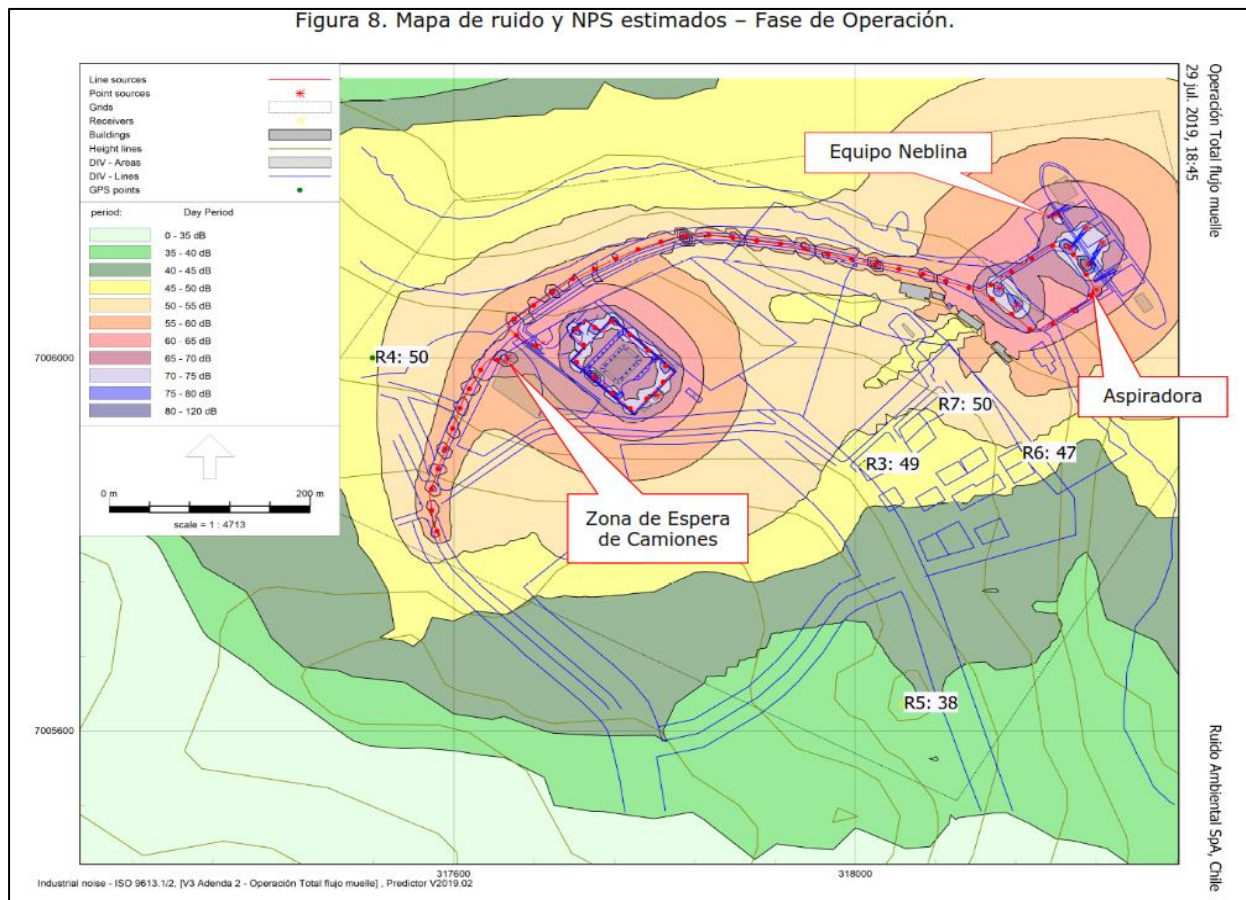 Figura 8. Mapa de ruido y NPS estimados – Fase de Operación.
Line sources
Point sources
Grids
Receivers
Buildings
Height lines
DIV - Areas
DIV - Lines
GPS points
period: Day Period
0 - 35 dB
35 - 40 dB
40 - 45 dB
45 - 50 dB
50 - 55 dB
55 - 60 dB
60 - 65 dB
65 - 70 dB
70 - 75 dB
75 - 80 dB
80 - 120 dB
0 m 200 m
scale = 1 : 4713
Equipo Neblina
Aspiradora
Zona de Espera
de Camiones
R4: 50
R7: 50
R3: 49
R6: 47
R5: 38
7006000
7005600
317600
318000
Operación Total flujo muelle
29 jul. 2019, 18:45
Ruido Ambiental SpA, Chile
Industrial noise - ISO 9613.1/2, [V3 Adenda 2 - Operación Total flujo muelle] , Predictor V2019.02